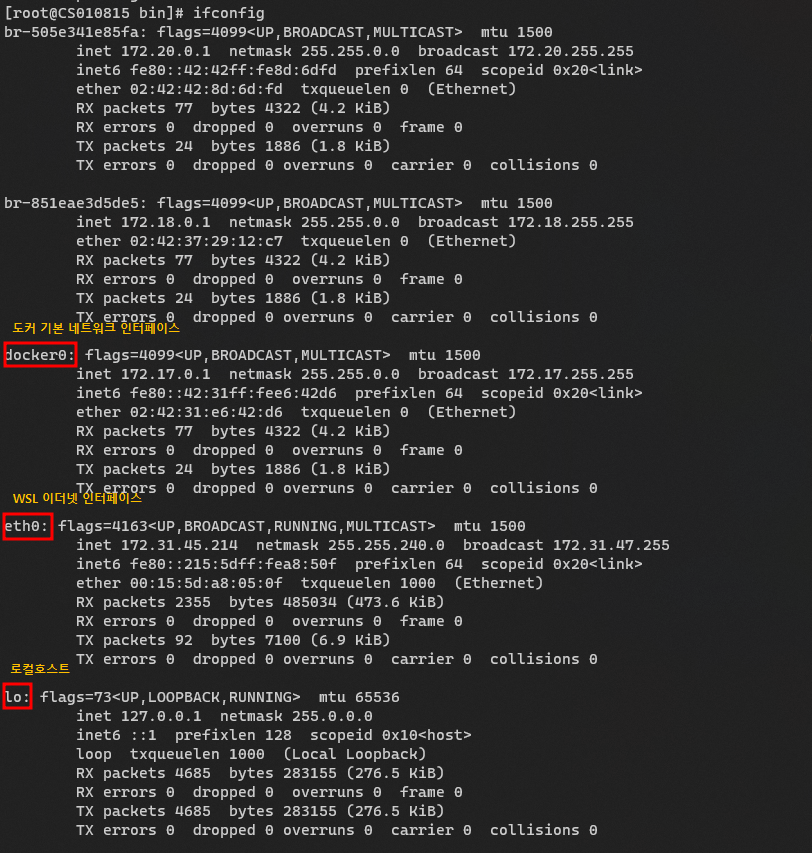 [root@CS010815 bin]# ifconfig
br-505e341e85fa: flags=4099<UP,BROADCAST,MULTICAST>  mtu 1500
        inet 172.20.0.1  netmask 255.255.0.0  broadcast 172.20.255.255
        inet6 fe80::42:42ff:fe8d:6dfd  prefixlen 64  scopeid 0x20<link>
        ether 02:42:42:8d:6d:fd  txqueuelen 0  (Ethernet)
        RX packets 77  bytes 4322 (4.2 KiB)
        RX errors 0  dropped 0  overruns 0  frame 0
        TX packets 24  bytes 1886 (1.8 KiB)
        TX errors 0  dropped 0 overruns 0  carrier 0  collisions 0

br-851eae3d5de5: flags=4099<UP,BROADCAST,MULTICAST>  mtu 1500
        inet 172.18.0.1  netmask 255.255.0.0  broadcast 172.18.255.255
        ether 02:42:37:29:12:c7  txqueuelen 0  (Ethernet)
        RX packets 77  bytes 4322 (4.2 KiB)
        RX errors 0  dropped 0  overruns 0  frame 0
        TX packets 24  bytes 1886 (1.8 KiB)
        TX errors 0  dropped 0 overruns 0  carrier 0  collisions 0
도커 기본 네트워크 인터페이스
docker0: flags=4099<UP,BROADCAST,MULTICAST>  mtu 1500
        inet 172.17.0.1  netmask 255.255.0.0  broadcast 172.17.255.255
        inet6 fe80::42:31ff:fee6:42d6  prefixlen 64  scopeid 0x20<link>
        ether 02:42:31:e6:42:d6  txqueuelen 0  (Ethernet)
        RX packets 77  bytes 4322 (4.2 KiB)
        RX errors 0  dropped 0  overruns 0  frame 0
        TX packets 24  bytes 1886 (1.8 KiB)
        TX errors 0  dropped 0 overruns 0  carrier 0  collisions 0
WSL 이더넷 인터페이스
eth0: flags=4163<UP,BROADCAST,RUNNING,MULTICAST>  mtu 1500
        inet 172.31.45.214  netmask 255.255.240.0  broadcast 172.31.47.255
        inet6 fe80::215:5dff:fea8:50f  prefixlen 64  scopeid 0x20<link>
        ether 00:15:5d:a8:05:0f  txqueuelen 1000  (Ethernet)
        RX packets 2355  bytes 485034 (473.6 KiB)
        RX errors 0  dropped 0  overruns 0  frame 0
        TX packets 92  bytes 7100 (6.9 KiB)
        TX errors 0  dropped 0 overruns 0  carrier 0  collisions 0
로컬호스트
lo: flags=73<UP,LOOPBACK,RUNNING>  mtu 65536
        inet 127.0.0.1  netmask 255.0.0.0
        inet6 ::1  prefixlen 128  scopeid 0x10<host>
        loop  txqueuelen 1000  (Local Loopback)
        RX packets 4685  bytes 283155 (276.5 KiB)
        RX errors 0  dropped 0  overruns 0  frame 0
        TX packets 4685  bytes 283155 (276.5 KiB)
        TX errors 0  dropped 0 overruns 0  carrier 0  collisions 0